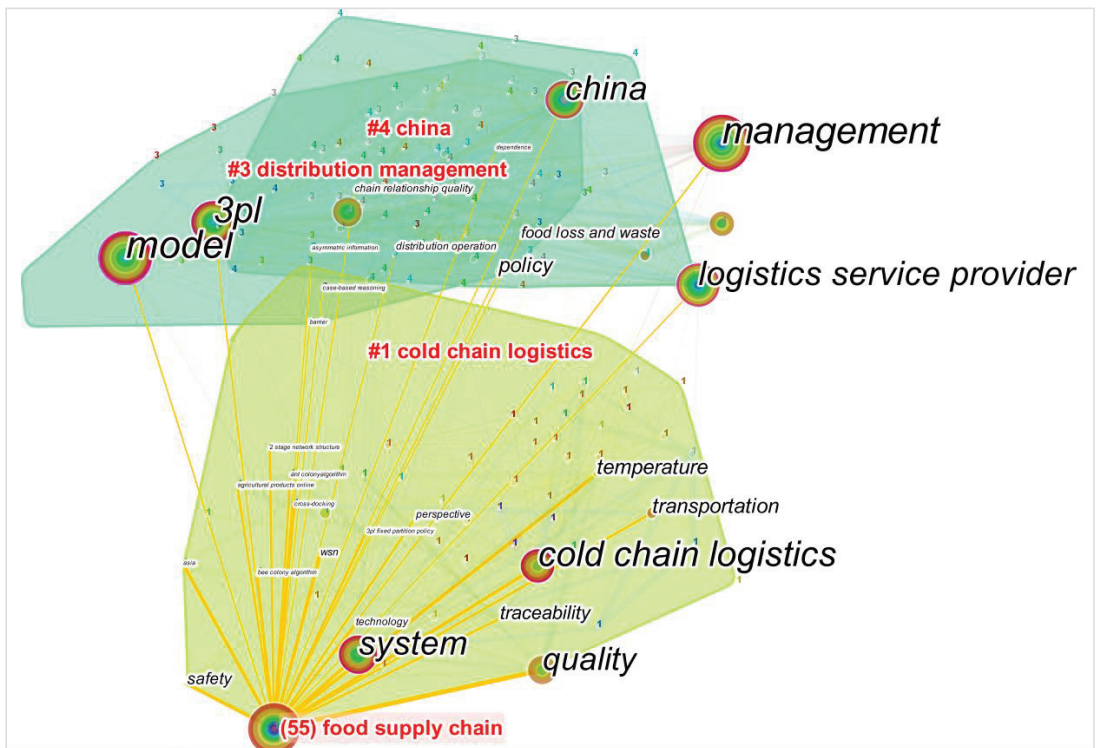 china
management
#4 china
dependence
#3 distribution management
chain relationship quality
3pl
model
asymmetric information
distribution operation
food loss and waste
policy
logistics service provider
case-based reasoning
barrier
#1 cold chain logistics
2 stage network structure
temperature
ant colonyalgorithm
agricultural products online
cross-docking
transportation
perspective
3pl fixed partition policy
wsn
cold chain logistics
asia
bee colony algorithm
traceability
technology
system
quality
safety
(55) food supply chain